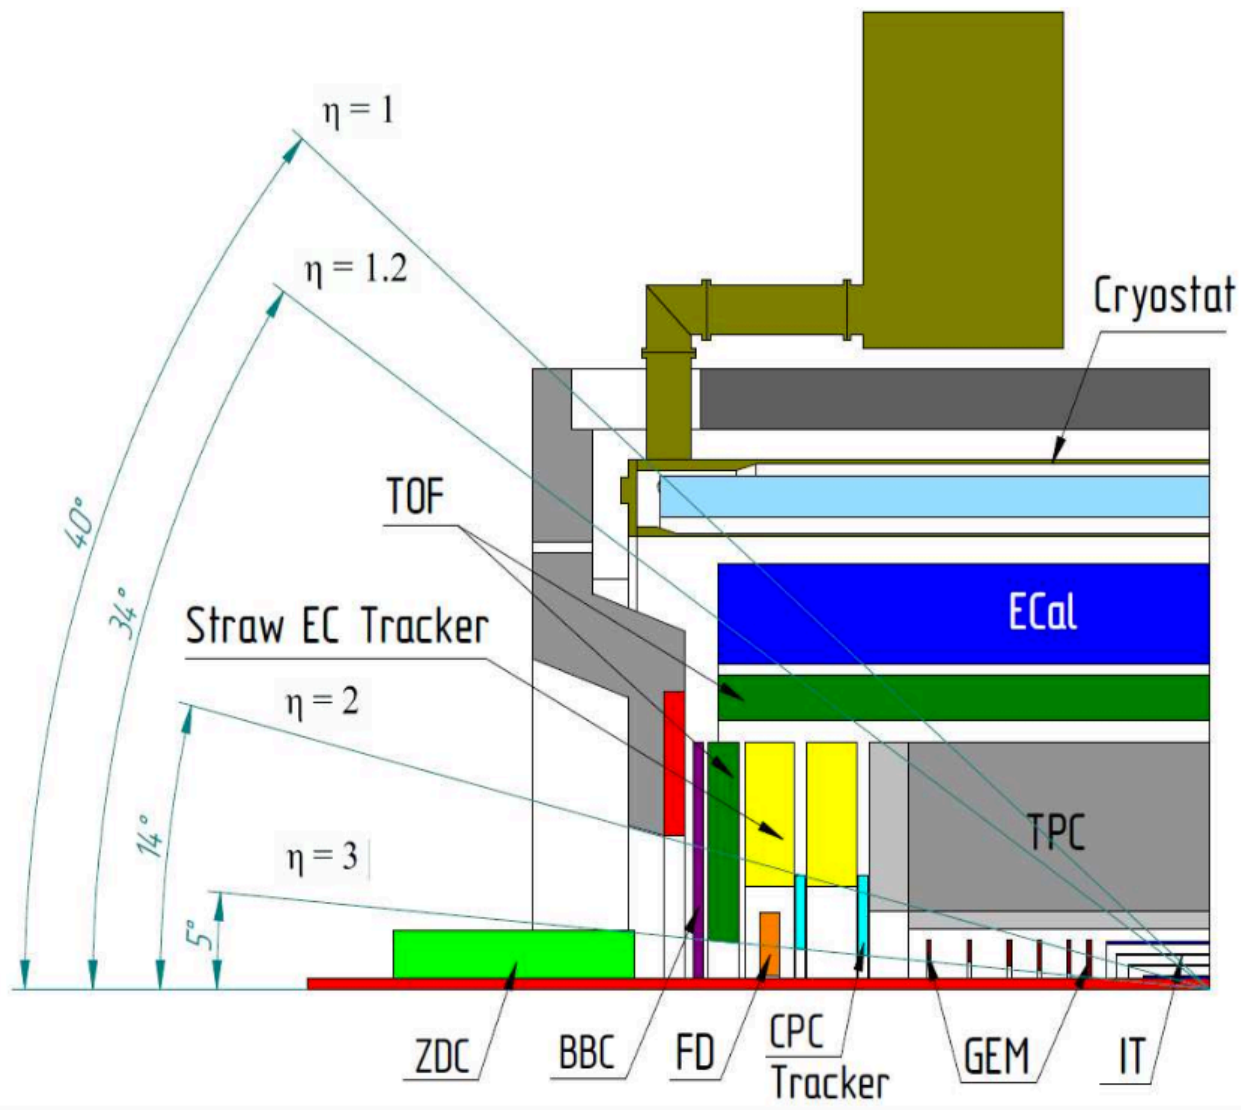 η = 1
η = 1.2
Cryostat
40°
TOF
34°
Straw EC Tracker
ECal
η = 2
14°
η = 3
TPC
5°
ZDC
BBC
FD
CPC
Tracker
GEM
IT